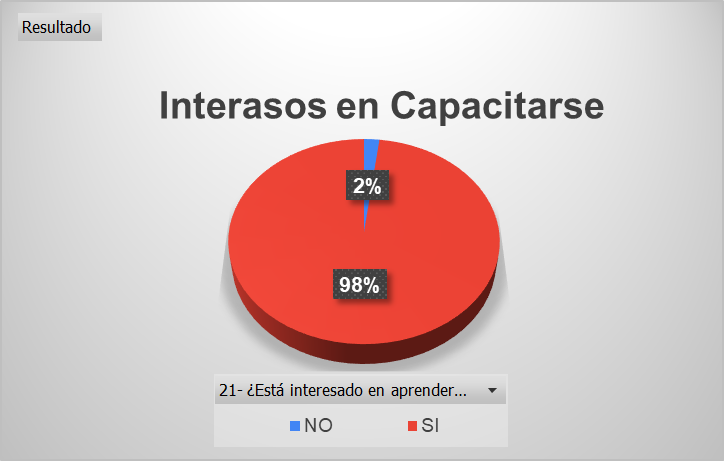 Resultado
Interasos en Capacitarse
2%
98%
21- ¿Está interesado en aprender...
NO SI